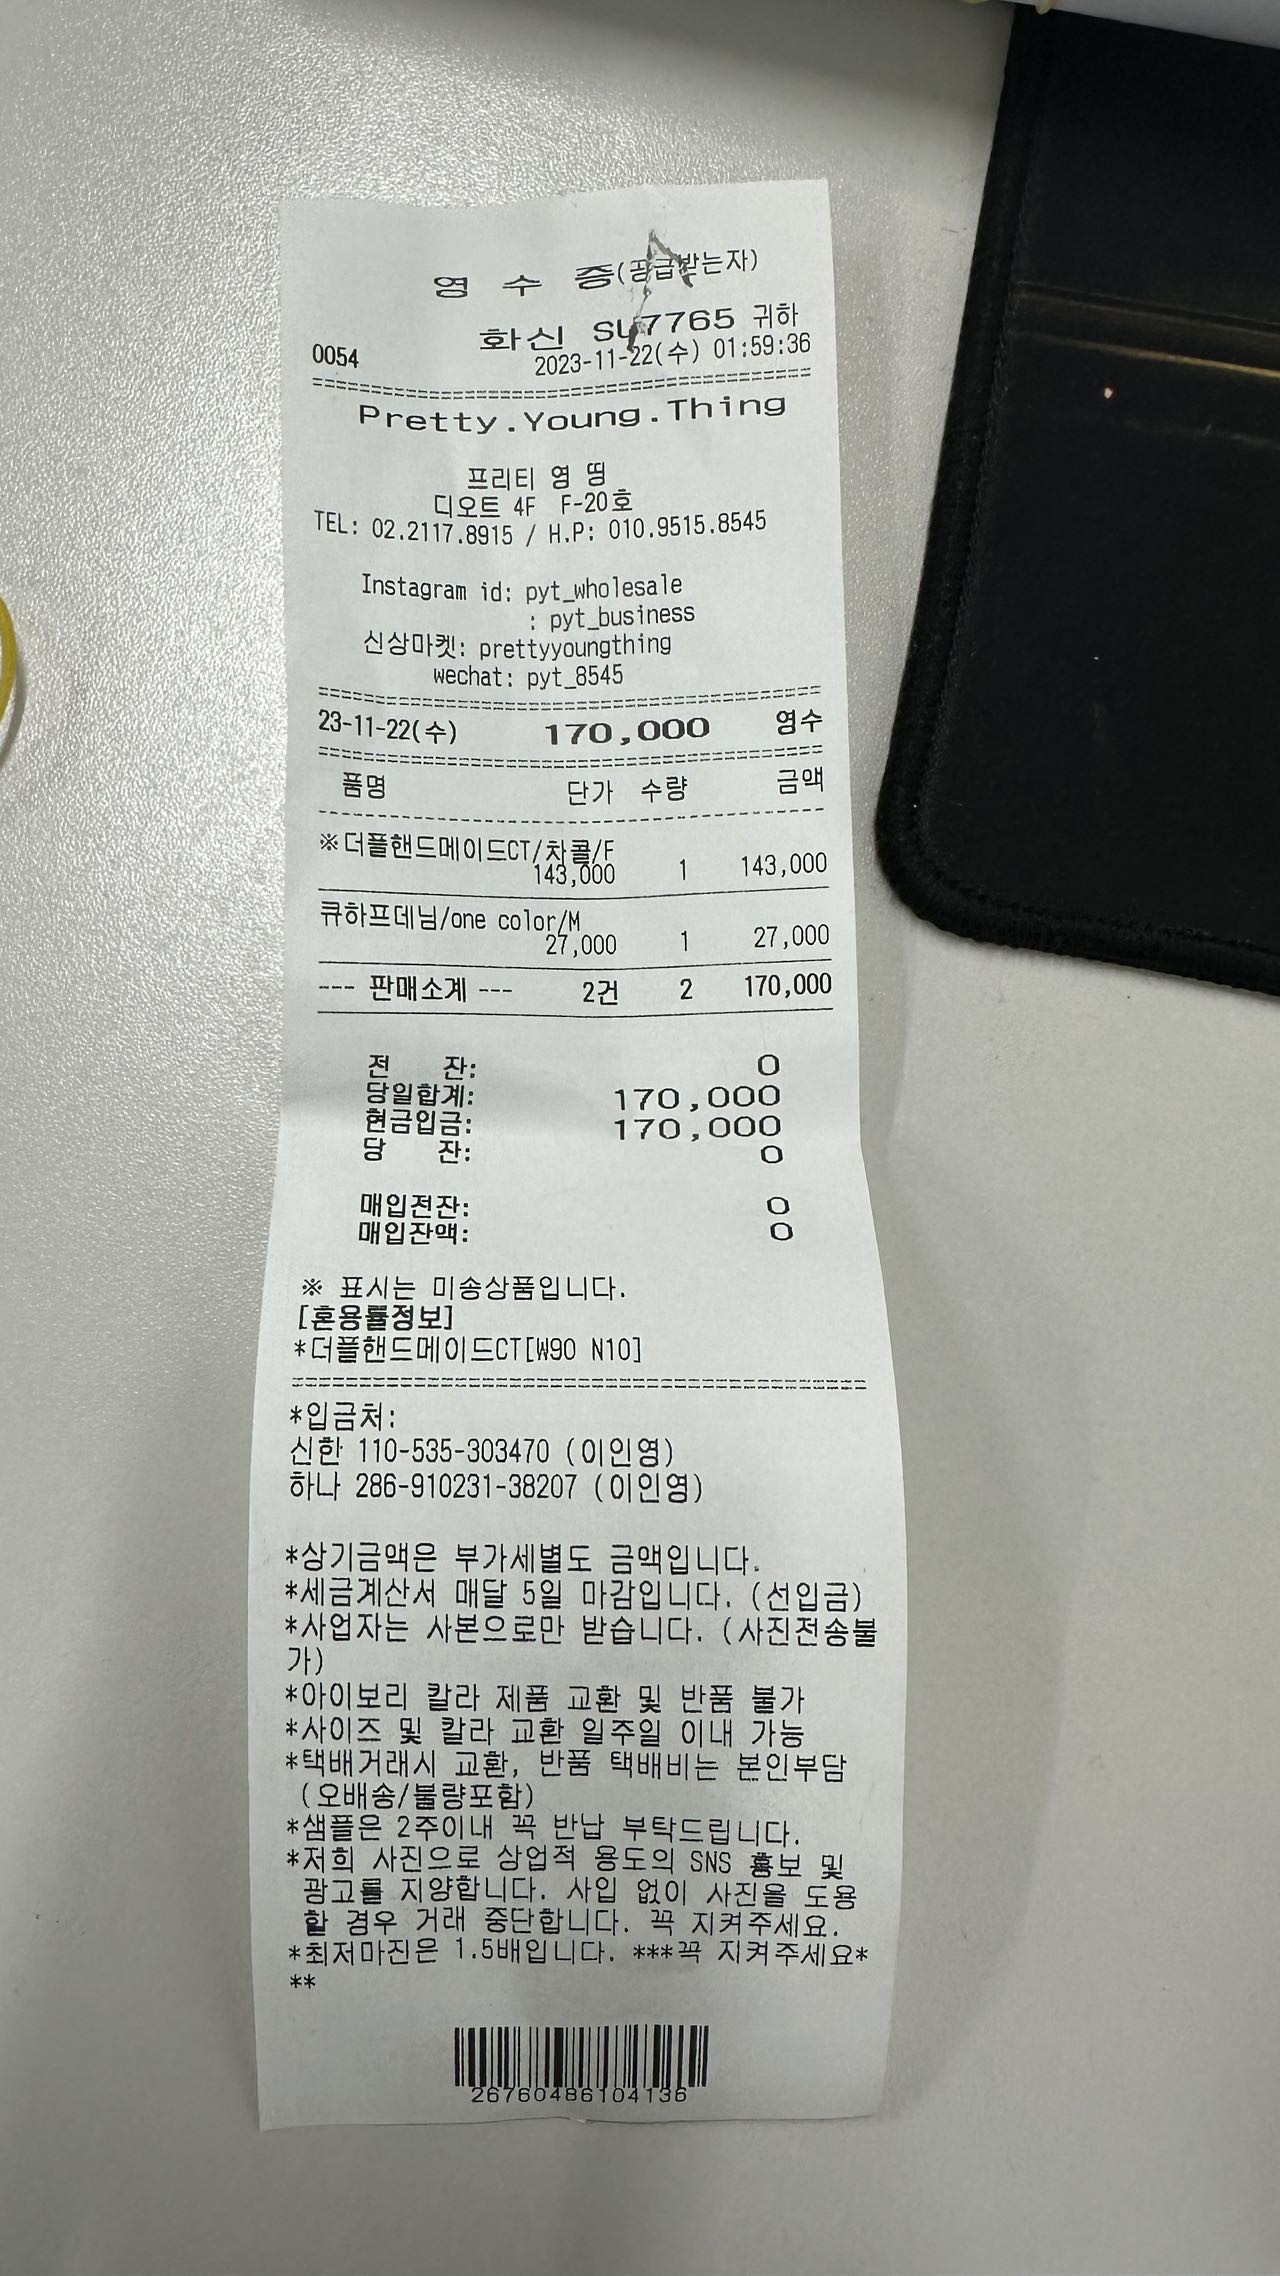 영 수 증(공급받는자)
화신 SU7765 귀하
0054 2023-11-22(수) 01:59:36
Pretty.Young.Thing
프리티 영 띵
디오트 4F F-20호
TEL: 02.2117.8915 / H.P: 010.9515.8545
Instagram id: pyt_wholesale
: pyt_business
신상마켓: prettyyoungthing
wechat: pyt_8545
23-11-22(수) 170,000 영수
품명 단가 수량 금액
※더플핸드메이드CT/차콜/F
143,000 1 143,000
큐하프데님/one color/M
27,000 1 27,000
--- 판매소계 --- 2건 2 170,000
전 잔: 0
당일합계: 170,000
현금입금: 170,000
당 잔: 0
매입전잔: 0
매입잔액: 0
※ 표시는 미송상품입니다.
[혼용률정보]
*더플핸드메이드CT[W90 N10]
*입금처:
신한 110-535-303470 (이인영)
하나 286-910231-38207 (이인영)
*상기금액은 부가세별도 금액입니다.
*세금계산서 매달 5일 마감입니다. (선입금)
*사업자는 사본으로만 받습니다. (사진전송불
가)
*아이보리 칼라 제품 교환 및 반품 불가
*사이즈 및 칼라 교환 일주일 이내 가능
*택배거래시 교환, 반품 택배비는 본인부담
(오배송/불량포함)
*샘플은 2주이내 꼭 반납 부탁드립니다.
*저희 사진으로 상업적 용도의 SNS 홍보 및
광고를 지양합니다. 사입 없이 사진을 도용
할 경우 거래 중단합니다. 꼭 지켜주세요.
*최저마진은 1.5배입니다. ***꼭 지켜주세요*
**
26760486104136